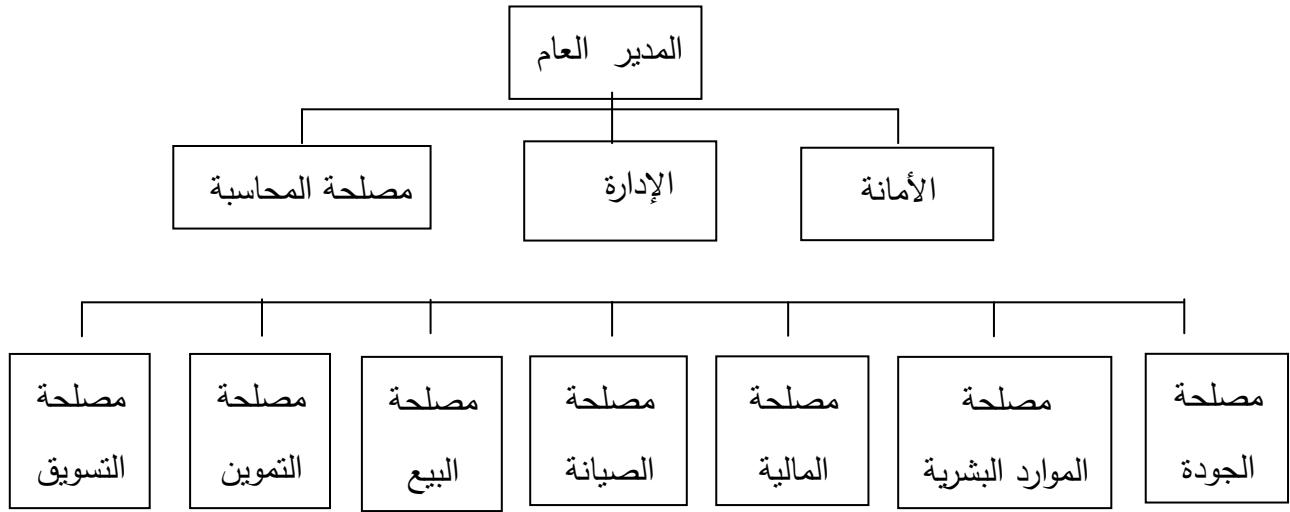 المدير العام
الأمانة
الإدارة
مصلحة المحاسبة
مصلحة
الجودة
مصلحة
الموارد البشرية
مصلحة
المالية
مصلحة
الصيانة
مصلحة
البيع
مصلحة
التموين
مصلحة
التسويق